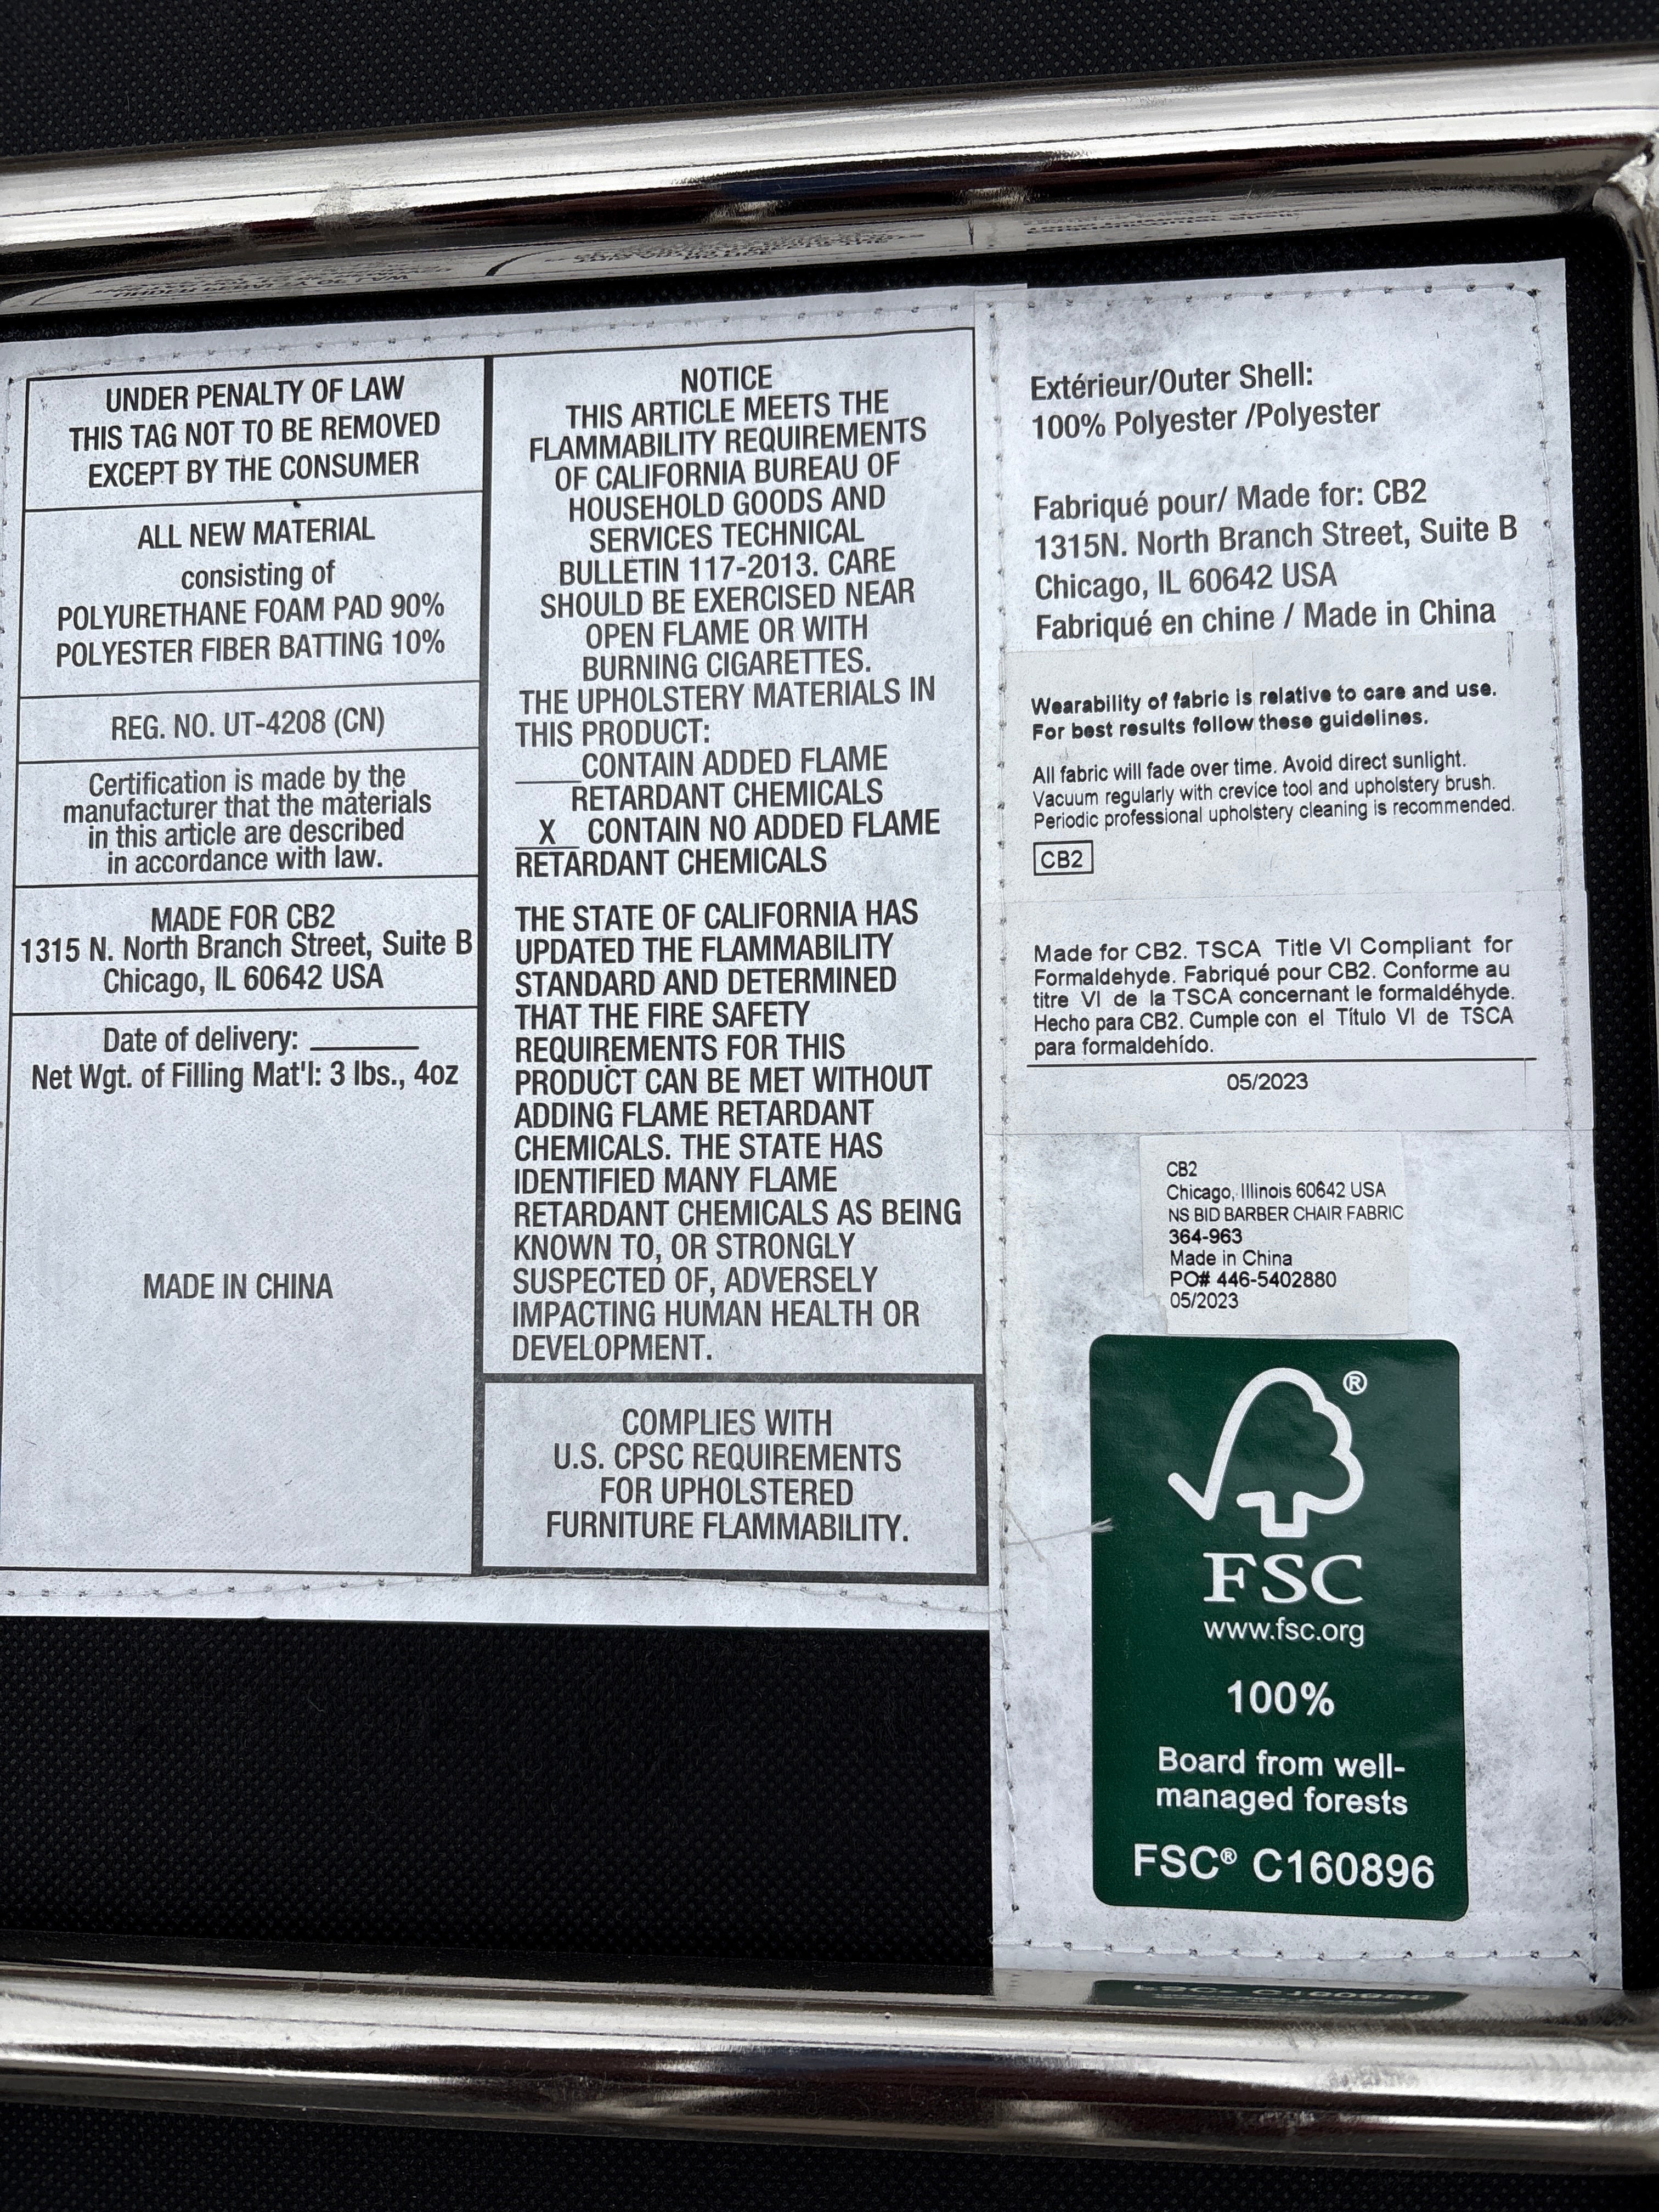 UNDER PENALTY OF LAW
THIS TAG NOT TO BE REMOVED
EXCEPT BY THE CONSUMER
ALL NEW MATERIAL
consisting of
POLYURETHANE FOAM PAD 90%
POLYESTER FIBER BATTING 10%
REG. NO. UT-4208 (CN)
Certification is made by the
manufacturer that the materials
in this article are described
in accordance with law.
MADE FOR CB2
1315 N. North Branch Street, Suite B
Chicago, IL 60642 USA
Date of delivery: ______
Net Wgt. of Filling Mat'l: 3 lbs., 4oz
MADE IN CHINA
NOTICE
THIS ARTICLE MEETS THE
FLAMMABILITY REQUIREMENTS
OF CALIFORNIA BUREAU OF
HOUSEHOLD GOODS AND
SERVICES TECHNICAL
BULLETIN 117-2013. CARE
SHOULD BE EXERCISED NEAR
OPEN FLAME OR WITH
BURNING CIGARETTES.
THE UPHOLSTERY MATERIALS IN
THIS PRODUCT:
____CONTAIN ADDED FLAME
RETARDANT CHEMICALS
_X_ CONTAIN NO ADDED FLAME
RETARDANT CHEMICALS
THE STATE OF CALIFORNIA HAS
UPDATED THE FLAMMABILITY
STANDARD AND DETERMINED
THAT THE FIRE SAFETY
REQUIREMENTS FOR THIS
PRODUCT CAN BE MET WITHOUT
ADDING FLAME RETARDANT
CHEMICALS. THE STATE HAS
IDENTIFIED MANY FLAME
RETARDANT CHEMICALS AS BEING
KNOWN TO, OR STRONGLY
SUSPECTED OF, ADVERSELY
IMPACTING HUMAN HEALTH OR
DEVELOPMENT.
COMPLIES WITH
U.S. CPSC REQUIREMENTS
FOR UPHOLSTERED
FURNITURE FLAMMABILITY.
Extérieur/Outer Shell:
100% Polyester /Polyester
Fabriqué pour/ Made for: CB2
1315N. North Branch Street, Suite B
Chicago, IL 60642 USA
Fabriqué en chine / Made in China
Wearability of fabric is relative to care and use.
For best results follow these guidelines.
All fabric will fade over time. Avoid direct sunlight.
Vacuum regularly with crevice tool and upholstery brush.
Periodic professional upholstery cleaning is recommended.
CB2
Made for CB2. TSCA Title VI Compliant for
Formaldehyde. Fabriqué pour CB2. Conforme au
titre VI de la TSCA concernant le formaldéhyde.
Hecho para CB2. Cumple con el Título VI de TSCA
para formaldehído.
05/2023
CB2
Chicago, Illinois 60642 USA
NS BID BARBER CHAIR FABRIC
364-963
Made in China
PO# 446-5402880
05/2023
®
FSC
www.fsc.org
100%
Board from well-
managed forests
FSC® C160896